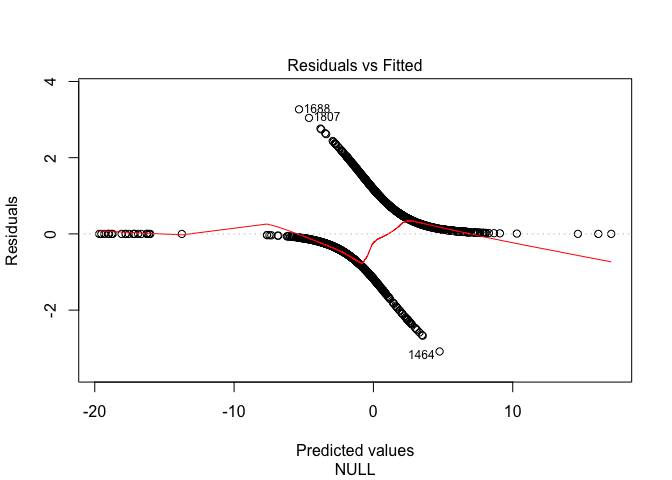 Residuals vs Fitted
4
2
0
-2
Residuals
1688
1807
1464
-20 -10 0 10
Predicted values
NULL